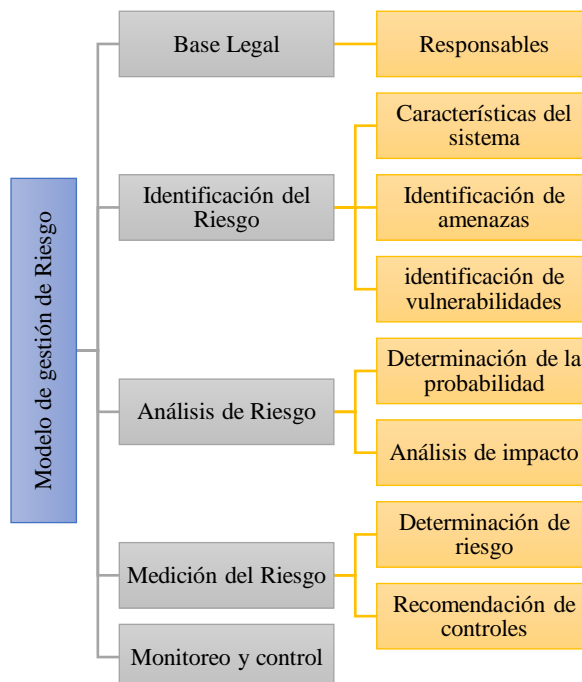 Modelo de gestión de Riesgo
Base Legal
Responsables
Identificación del
Riesgo
Características del
sistema
Identificación de
amenazas
identificación de
vulnerabilidades
Análisis de Riesgo
Determinación de la
probabilidad
Análisis de impacto
Medición del Riesgo
Determinación de
riesgo
Recomendación de
controles
Monitoreo y control